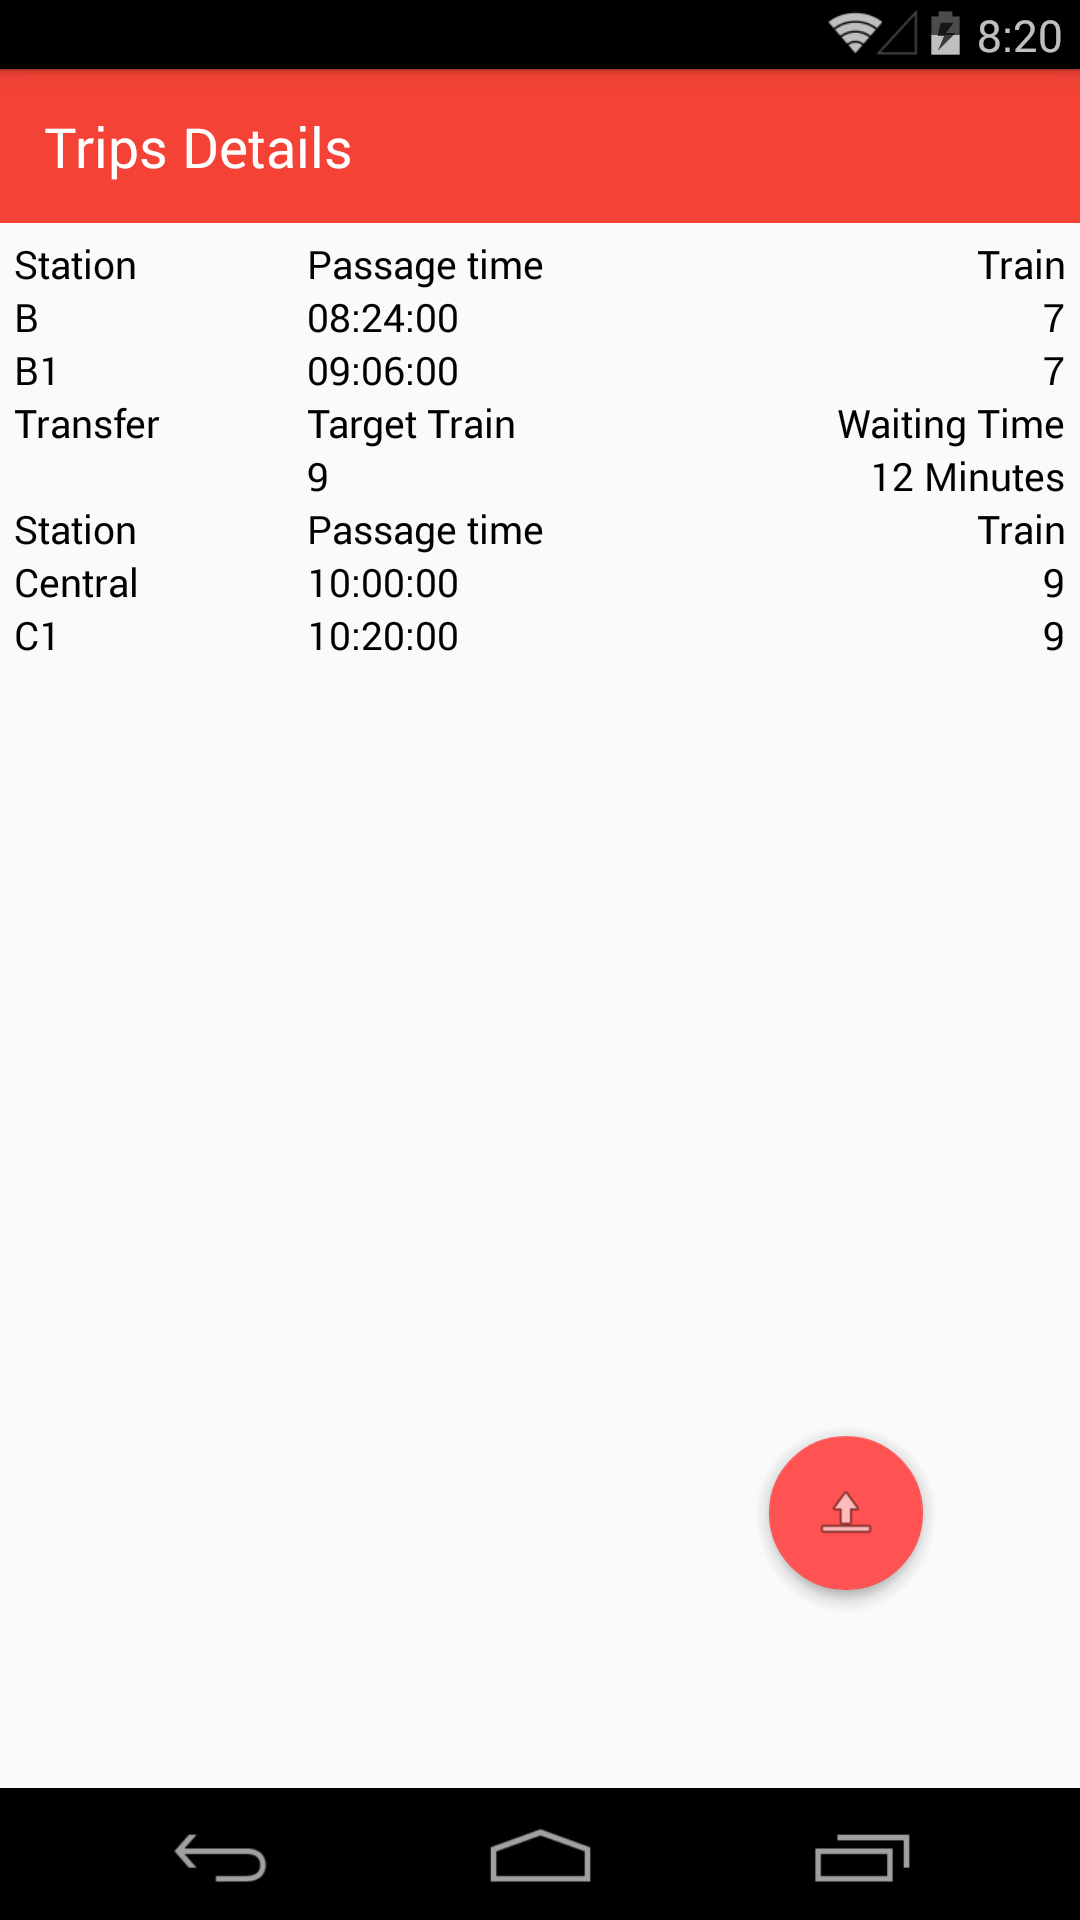 8:20
Trips Details
Station Passage time Train
B 08:24:00 7
B1 09:06:00 7
Transfer Target Train Waiting Time
9 12 Minutes
Station Passage time Train
Central 10:00:00 9
C1 10:20:00 9